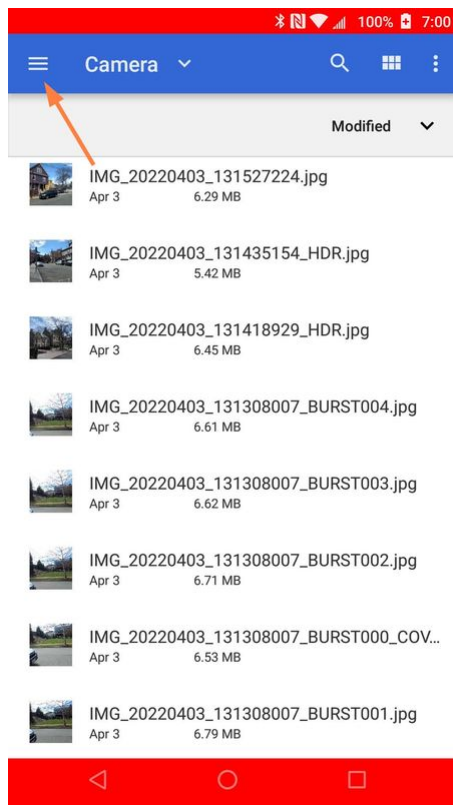 100% 7:00
Camera
Modified
IMG_20220403_131527224.jpg
Apr 3 6.29 MB
IMG_20220403_131435154_HDR.jpg
Apr 3 5.42 MB
IMG_20220403_131418929_HDR.jpg
Apr 3 6.45 MB
IMG_20220403_131308007_BURST004.jpg
Apr 3 6.61 MB
IMG_20220403_131308007_BURST003.jpg
Apr 3 6.62 MB
IMG_20220403_131308007_BURST002.jpg
Apr 3 6.71 MB
IMG_20220403_131308007_BURST000_COV...
Apr 3 6.53 MB
IMG_20220403_131308007_BURST001.jpg
Apr 3 6.79 MB